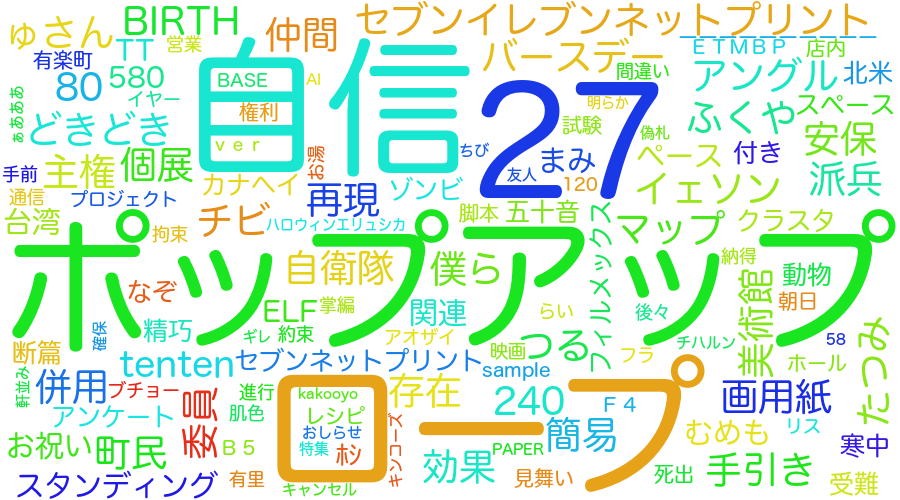 BIRTH
セブンイレブンネットプリント
ゅさん
TT
営業
仲間
バースデー
ＥＴＭＢＰ
店内
有楽町
80
580
BASE
自信
AI
27
間違い
アングル
北米
イヤー
権利
明らか
スペース
ぁあああ
どきどき
ｖｅｒ
試験
偽札
ふくや
安保
手前
主権
個展
お湯
ちび
友人
まみ
ペース
付き
派兵
通信
プロジェクト
カナヘイ
再現
ゾンビ
120
イェソン
台湾
拘束
チビ
ハロウィンエリュシカ
脚本
五十音
フィルメックス
マップ
クラスタ
ポップアップ
なぞ
自衛隊
僕ら
納得
動物
確保
精巧
ELF
掌編
関連
らい
後々
美術館
朝日
断篇
ギレ
約束
アオザイ
映画
つる
チハルン
58
tenten
セブンネットプリント
sample
フラ
ホール
たつみ
軒並み
併用
ブチョー
進行
kakooyo
存在
240
Ｆ４
画用紙
アンケート
委員
肌色
レシピ
おしらせ
ロープ
簡易
むめも
リス
お祝い
町民
Ｂ５
特集
ﾎｼ
キンコーズ
効果
PAPER
寒中
スタンディング
有里
キャンセル
見舞い
死出
手引き
受難